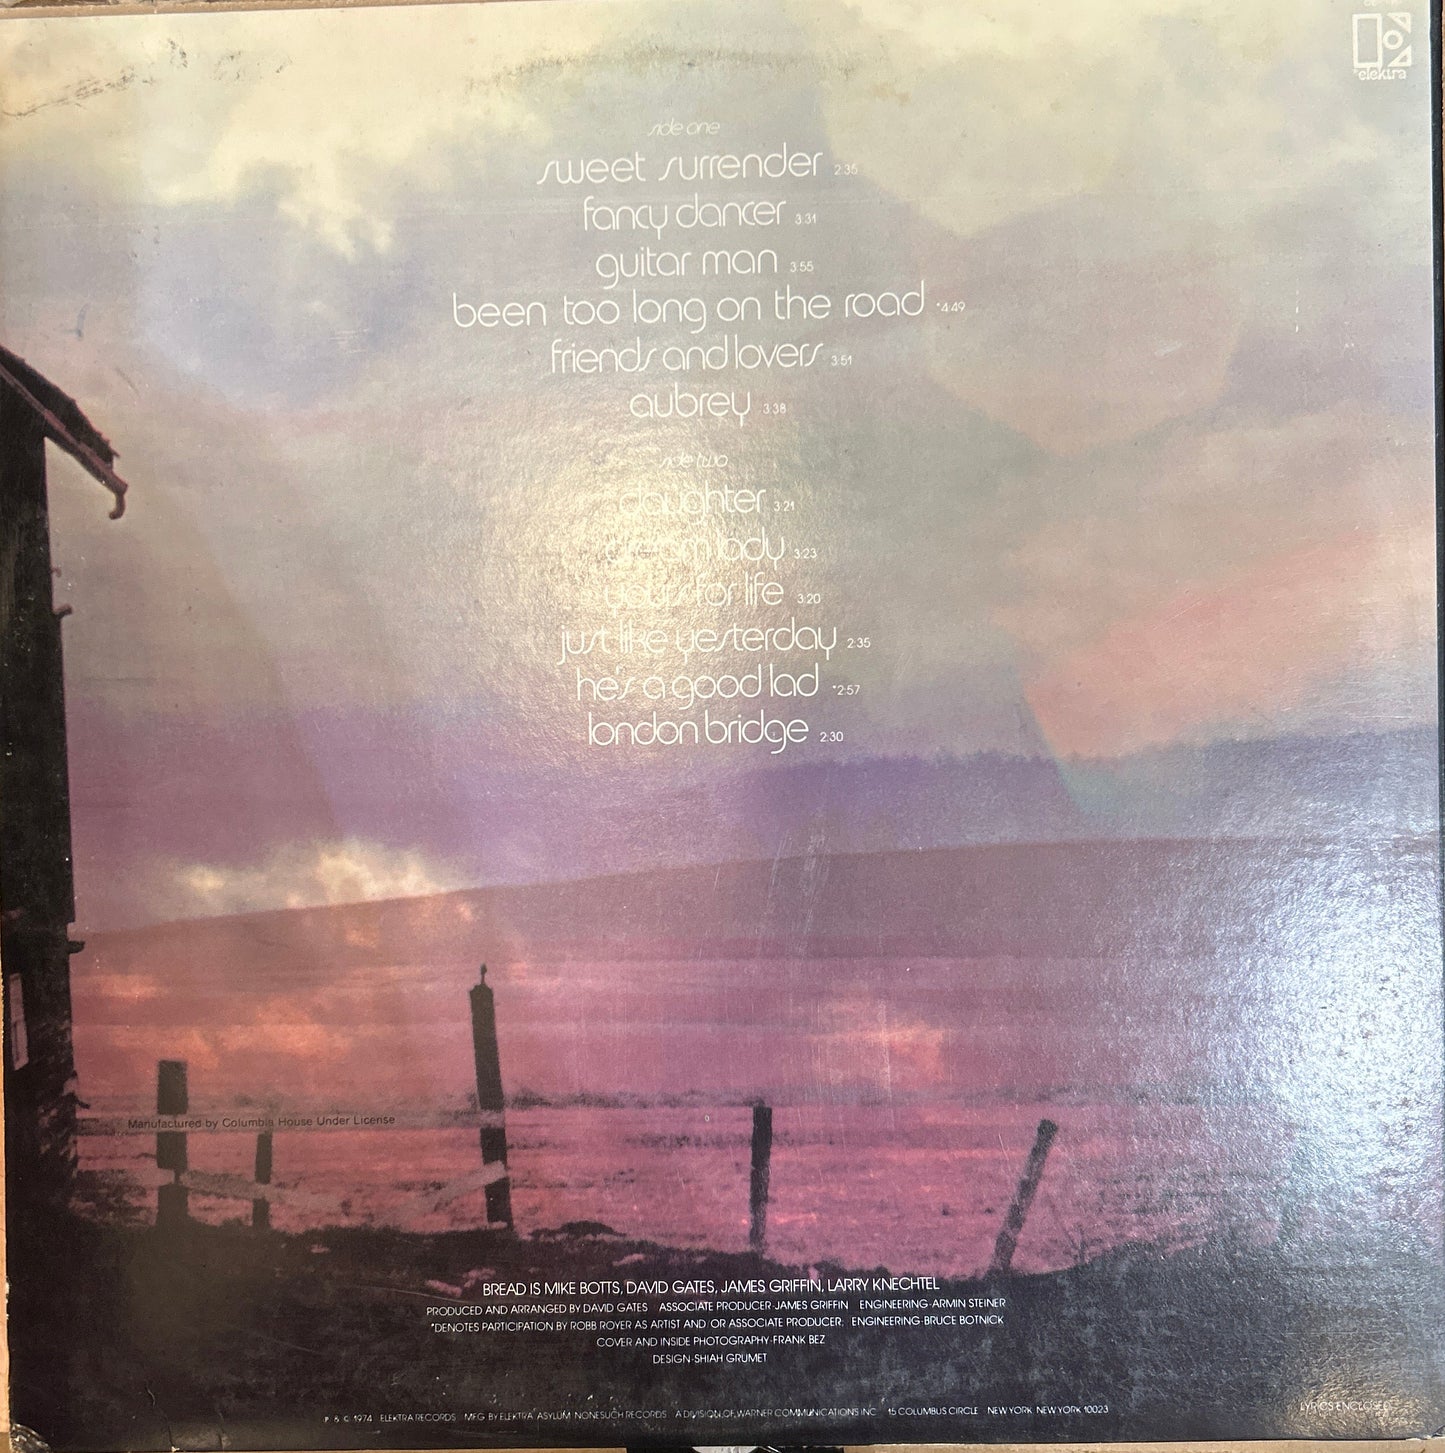 elektra
side one
sweet surrender 2:35
fancy dancer 3:31
guitar man 3:55
been too long on the road *4:49
friends and lovers 3:51
aubrey 3:38
side two
daughter 3:21
dream lady 3:23
yours for life 3:20
just like yesterday 2:35
he's a good lad *2:57
london bridge 2:30
Manufactured by Columbia House Under License
BREAD IS MIKE BOTTS, DAVID GATES, JAMES GRIFFIN, LARRY KNECHTEL
PRODUCED AND ARRANGED BY DAVID GATES ASSOCIATE PRODUCER·JAMES GRIFFIN ENGINEERING·ARMIN STEINER
*DENOTES PARTICIPATION BY ROBB ROYER AS ARTIST AND/OR ASSOCIATE PRODUCER. ENGINEERING·BRUCE BOTNICK
COVER AND INSIDE PHOTOGRAPHY·FRANK BEZ
DESIGN·SHIAH GRUMET
P & C 1974 ELEKTRA RECORDS MFG. BY ELEKTRA/ASYLUM/NONESUCH RECORDS A DIVISION OF WARNER COMMUNICATIONS INC. 15 COLUMBUS CIRCLE NEW YORK NEW YORK 10023
LYRICS ENCLOSED